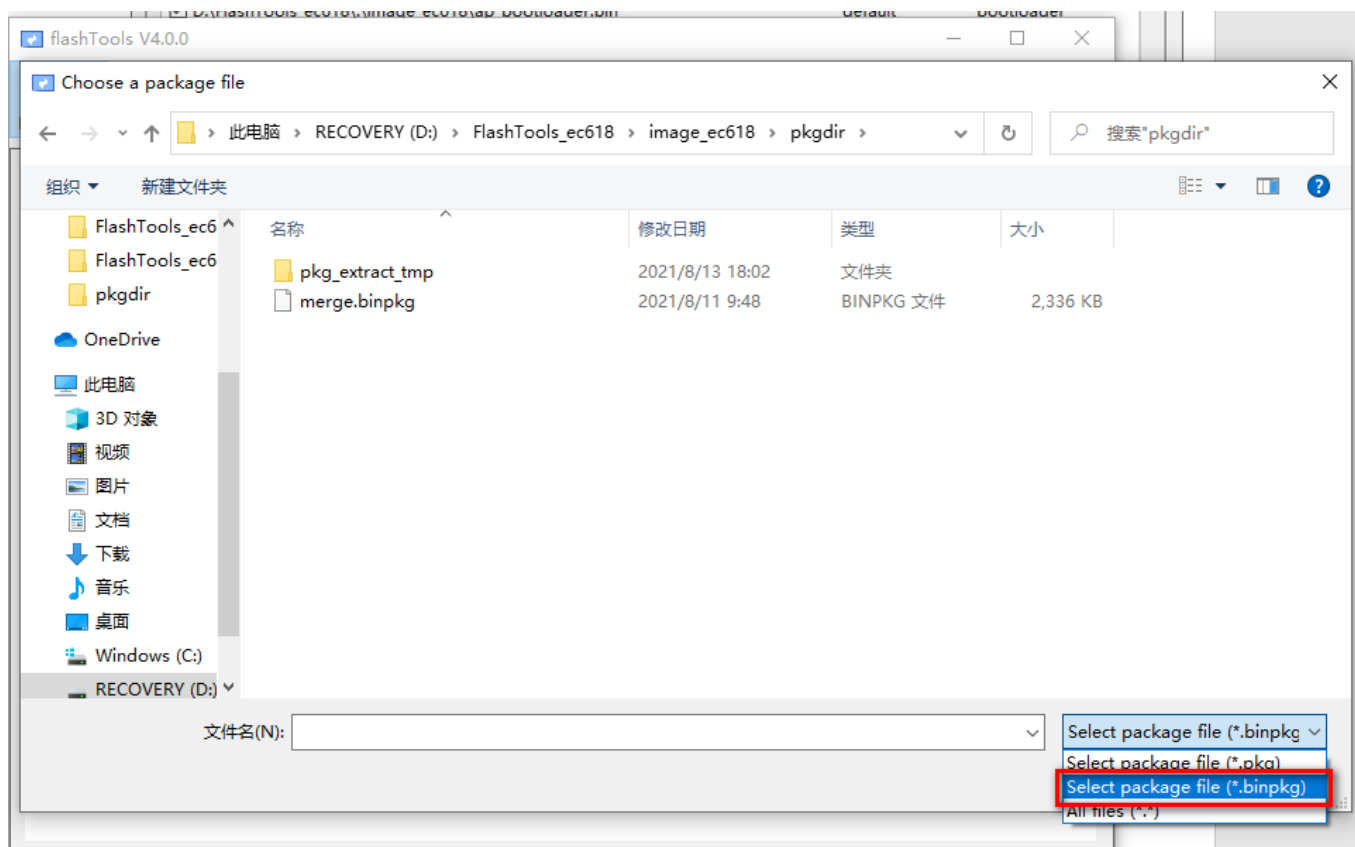 D:\FlashTools_ec618\.\image_ec618\ap_bootloader.bin default bootloader
flashTools V4.0.0
Choose a package file
此电脑 › RECOVERY (D:) › FlashTools_ec618 › image_ec618 › pkgdir ›
搜索"pkgdir"
组织 新建文件夹
名称 修改日期 类型 大小
FlashTools_ec6
FlashTools_ec6
pkgdir
OneDrive
此电脑
3D 对象
视频
图片
文档
下载
音乐
桌面
Windows (C:)
RECOVERY (D:)
pkg_extract_tmp 2021/8/13 18:02 文件夹
merge.binpkg 2021/8/11 9:48 BINPKG 文件 2,336 KB
文件名(N):
Select package file (*.binpkg
Select package file (*.pkg)
Select package file (*.binpkg)
All files (*.*)